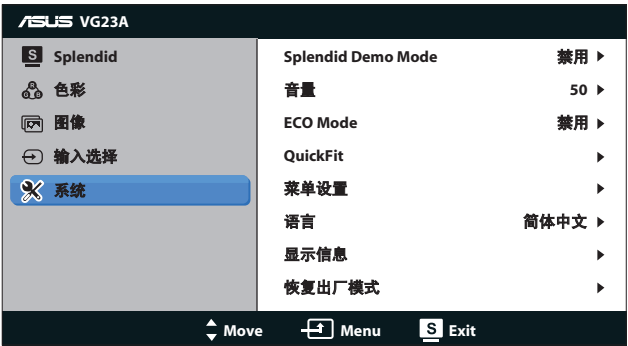 ASUS VG23A
S Splendid
R G B 色彩
图像
输入选择
系统
Splendid Demo Mode 禁用
音量 50
ECO Mode 禁用
QuickFit
菜单设置
语言 简体中文
显示信息
恢复出厂模式
Move Menu S Exit